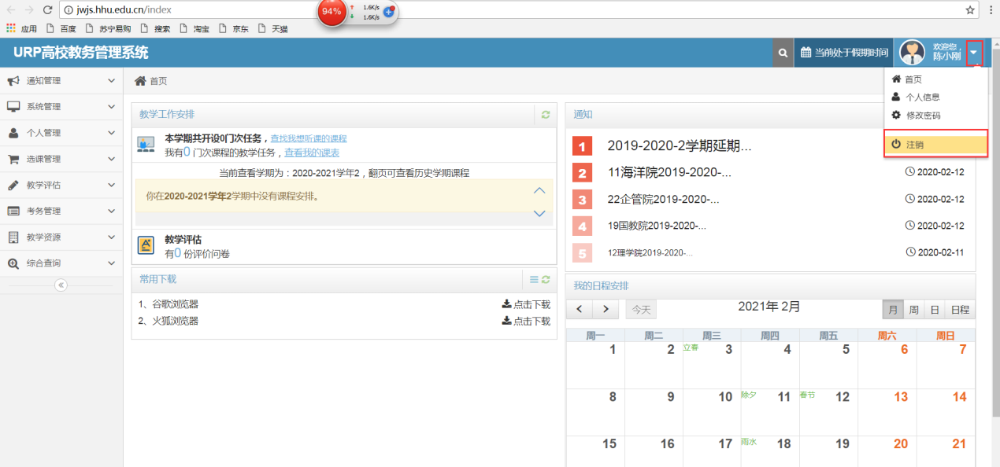 jwjs.hhu.edu.cn/index
94%
1.6K/s
1.6K/s
应用 百度 苏宁易购 搜索 淘宝 京东 天猫
URP高校教务管理系统
当前处于假期时间
欢迎您,
陈小刚
首页
个人信息
修改密码
注销
通知管理
系统管理
个人管理
选课管理
教学评估
考务管理
教学资源
综合查询
首页
教学工作安排
本学期共开设0门次任务，查找我想听课的课程
我有0 门次课程的教学任务，查看我的课表
当前查看学期为：2020-2021学年2，翻页可查看历史学期课程
你在2020-2021学年2学期中没有课程安排。
教学评估
有0 份评价问卷
常用下载
1、谷歌浏览器 点击下载
2、火狐浏览器 点击下载
通知
1 2019-2020-2学期延期...
2 11海洋院2019-2020-... 2020-02-12
3 22企管院2019-2020-... 2020-02-12
4 19国教院2019-2020-... 2020-02-12
5 12理学院2019-2020-... 2020-02-11
我的日程安排
今天 2021年 2月 月 周 日 日程
周一 周二 周三 周四 周五 周六 周日
1 2 立春 3 4 5 6 7
8 9 10 除夕 11 春节 12 13 14
15 16 17 雨水 18 19 20 21